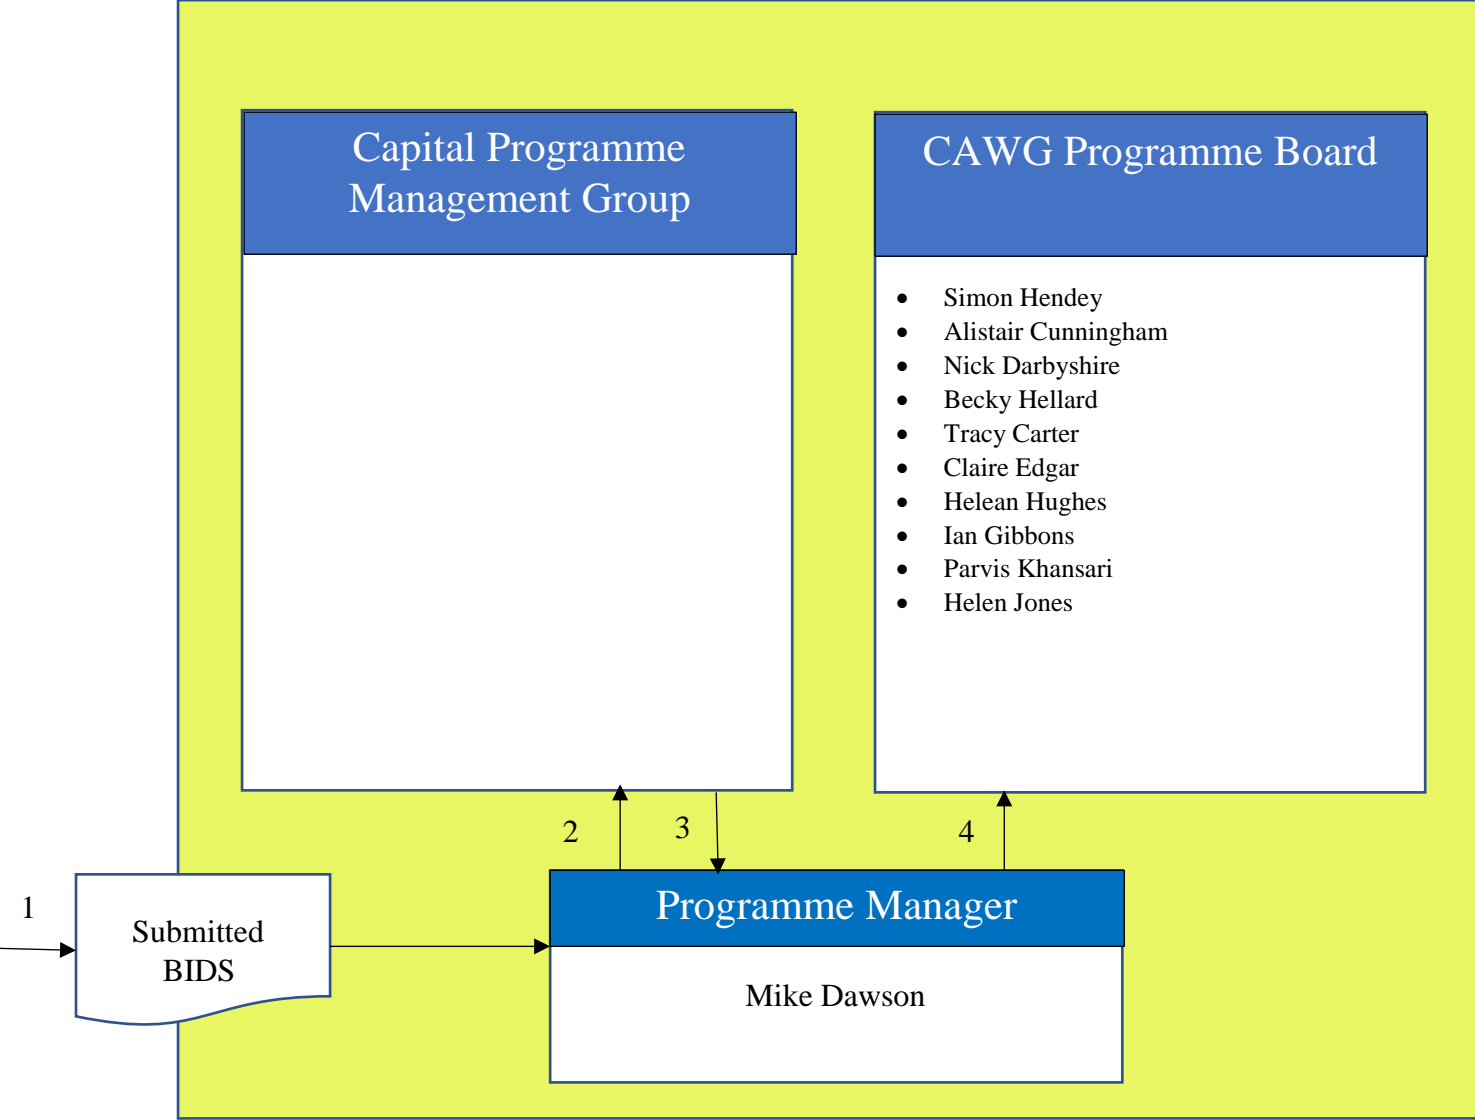 Capital Programme
Management Group
CAWG Programme Board
• Simon Hendey
• Alistair Cunningham
• Nick Darbyshire
• Becky Hellard
• Tracy Carter
• Claire Edgar
• Helean Hughes
• Ian Gibbons
• Parvis Khansari
• Helen Jones
2
3
4
1
Submitted
BIDS
Programme Manager
Mike Dawson